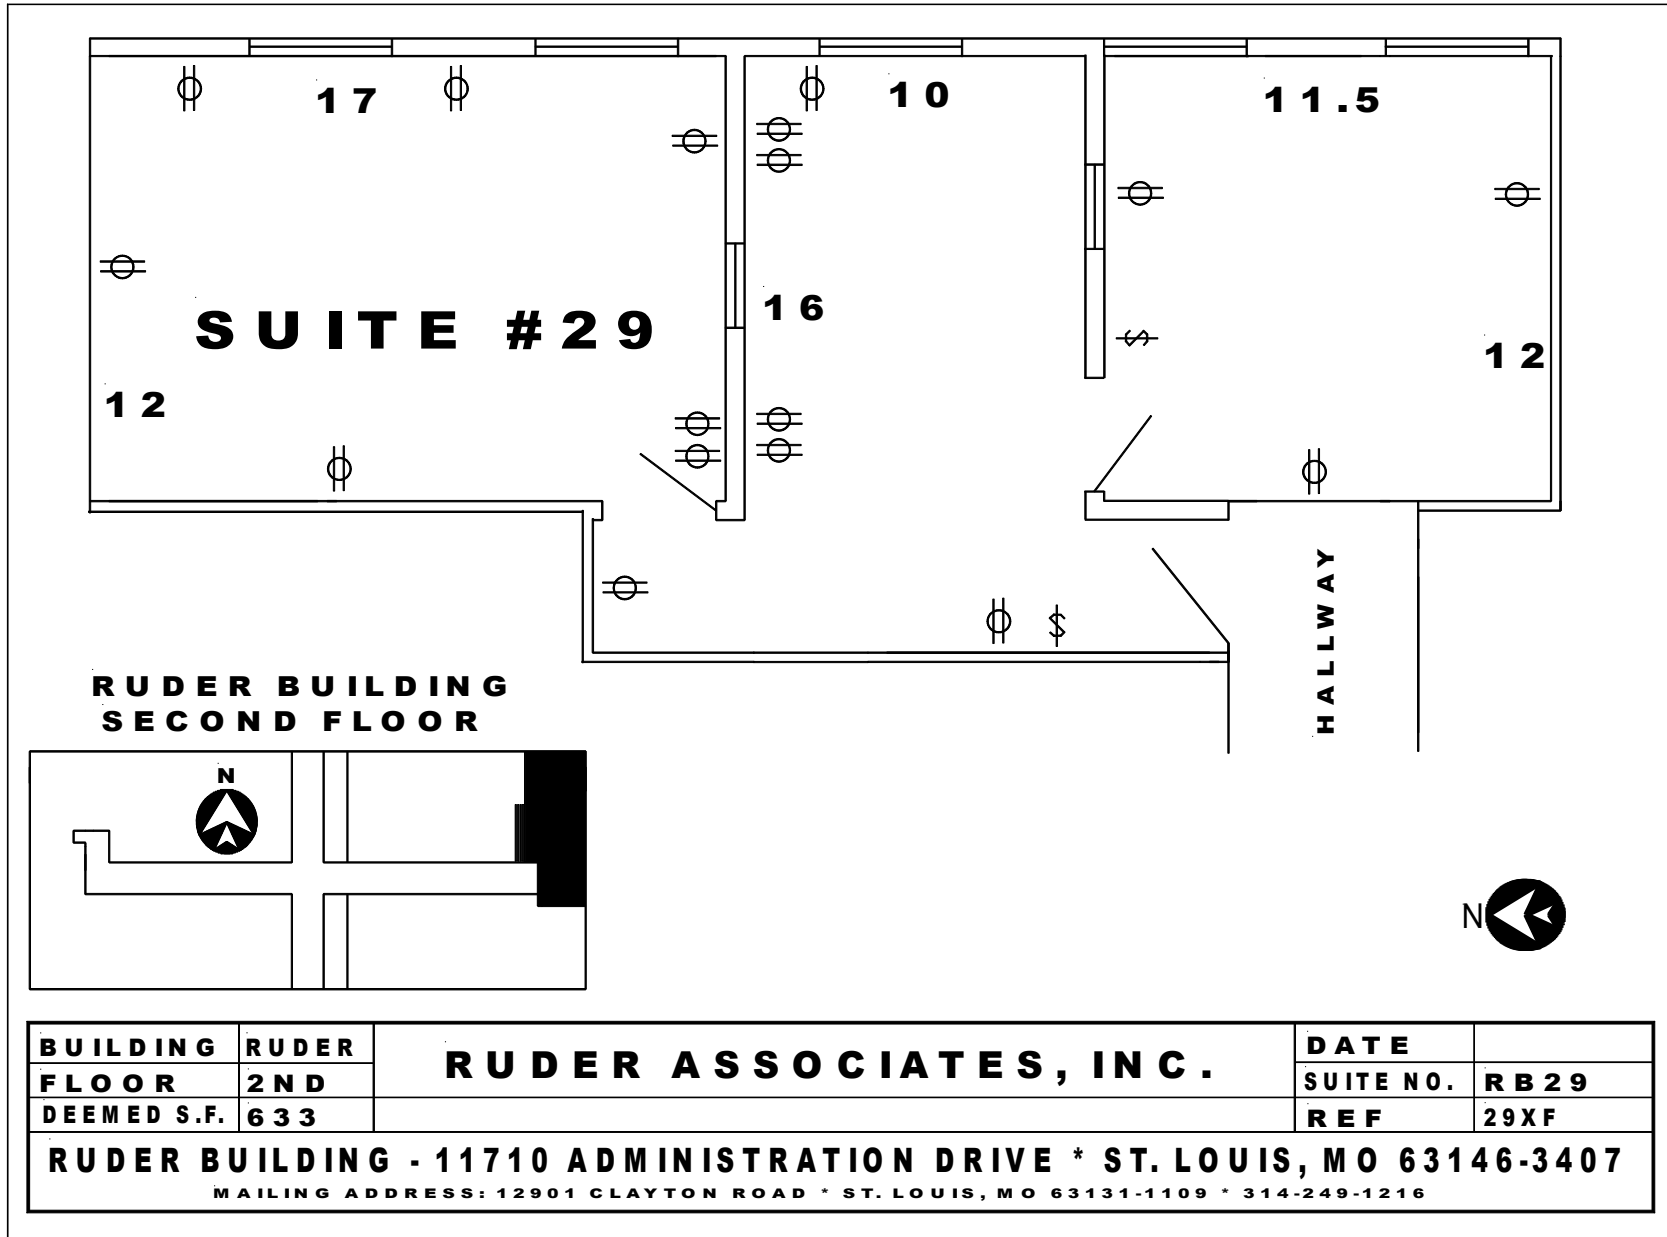 17
10
11.5
16
SUITE #29
12
12
HALLWAY
RUDER BUILDING
SECOND FLOOR
N
N
BUILDING RUDER
FLOOR 2ND
DEEMED S.F. 633
RUDER ASSOCIATES, INC.
DATE
SUITE NO. RB29
REF 29XF
RUDER BUILDING - 11710 ADMINISTRATION DRIVE * ST. LOUIS, MO 63146-3407
MAILING ADDRESS: 12901 CLAYTON ROAD * ST. LOUIS, MO 63131-1109 * 314-249-1216